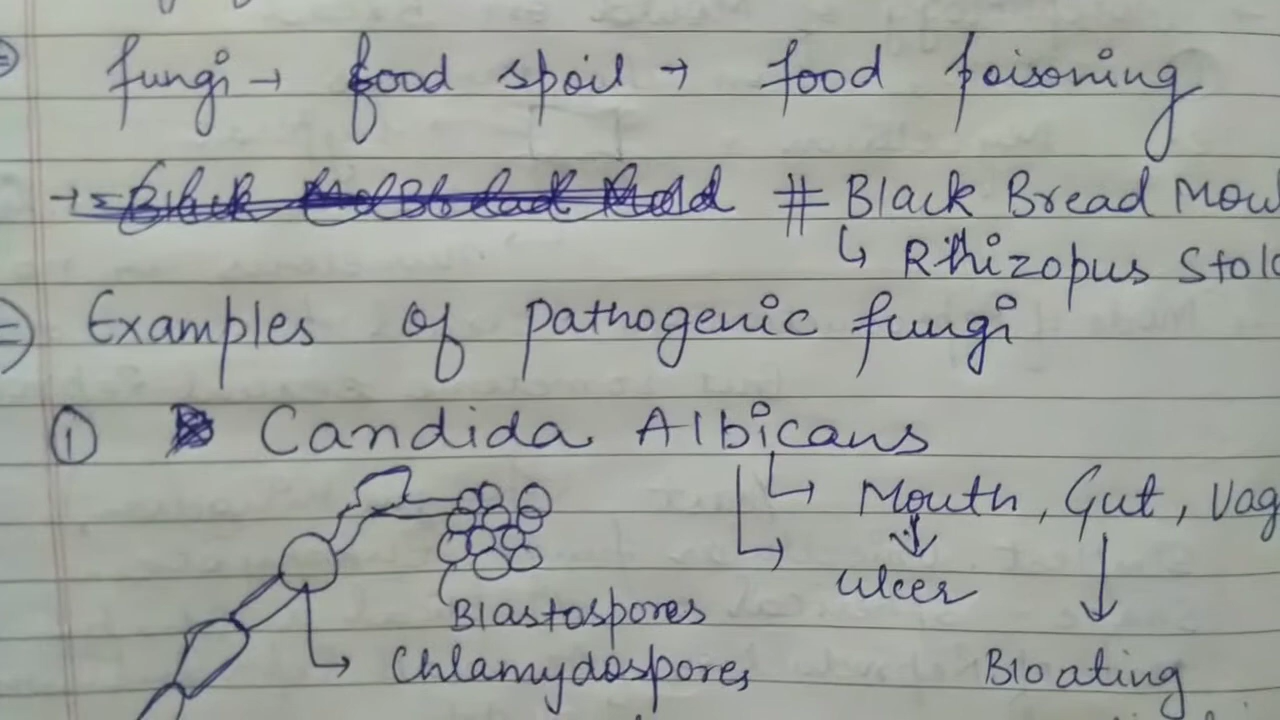 fungi → food spoil → food poisoning
# Black Bread Mou
↳ Rhizopus Stolo
Examples of pathogenic fungi
① Candida Albicans
↳ Mouth, Gut, Vag
Ulcer
Blastospores
Chlamydospores
Bloating